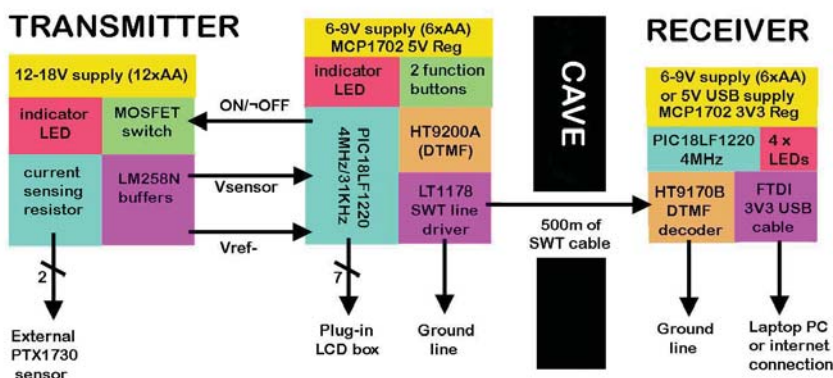 TRANSMITTER
12-18V supply (12xAA)
indicator
LED
MOSFET
switch
current
sensing
resistor
LM258N
buffers
2
External
PTX1730
sensor
ON/¬OFF
Vsensor
Vref-
6-9V supply (6xAA)
MCP1702 5V Reg
indicator
LED
2 function
buttons
PIC18LF1220
4MHz/31KHz
HT9200A
(DTMF)
LT1178
SWT line
driver
7
Plug-in
LCD box
Ground
line
CAVE
500m of
SWT cable
RECEIVER
6-9V supply (6xAA)
or 5V USB supply
MCP1702 3V3 Reg
PIC18LF1220
4MHz
4 x
LEDs
HT9170B
DTMF
decoder
FTDI
3V3 USB
cable
Ground
line
Laptop PC
or internet
connection